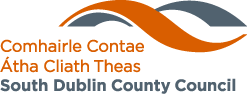 Comhairle Contae
Átha Cliath Theas
South Dublin County Council